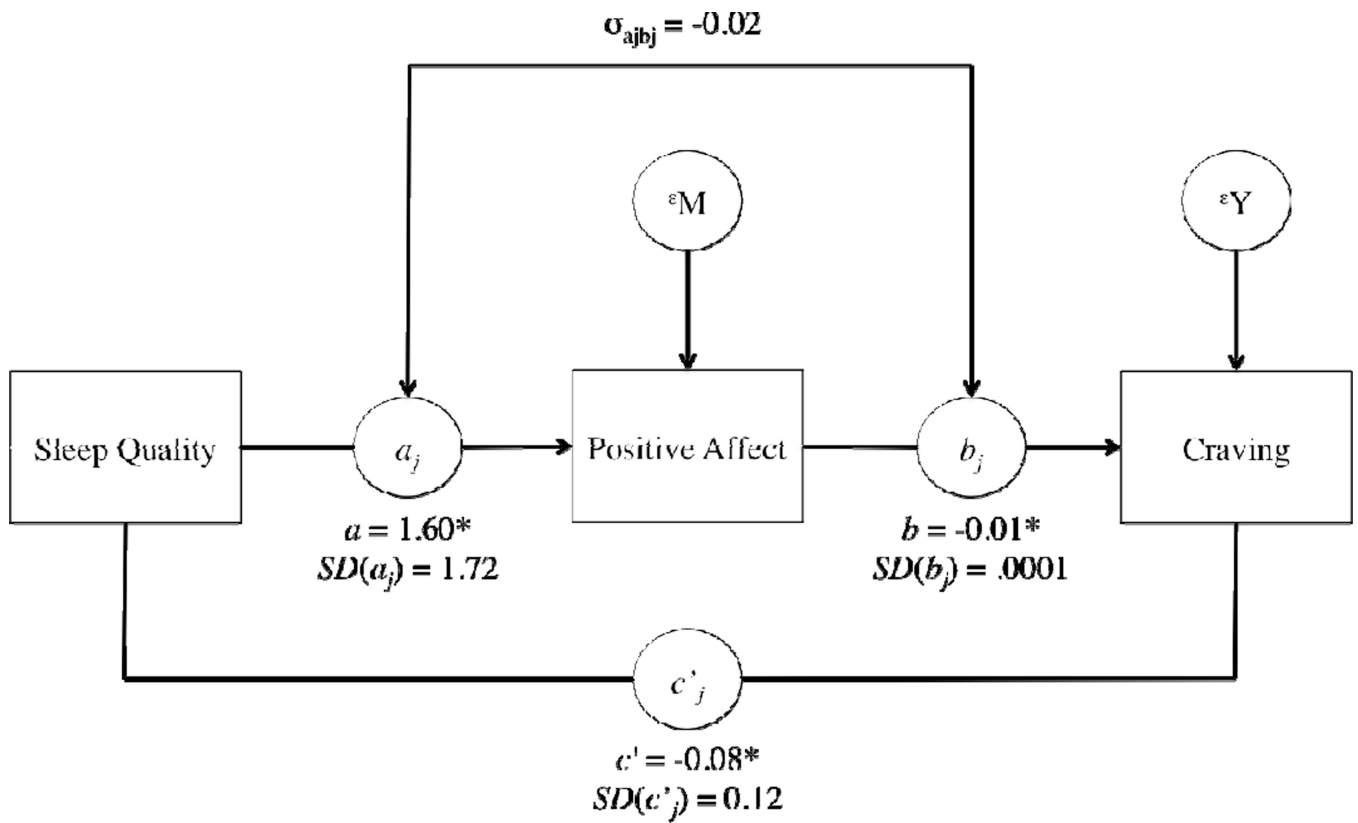 σajbj = -0.02
εM
εY
Sleep Quality
aj
Positive Affect
bj
Craving
a = 1.60*
SD(aj) = 1.72
b = -0.01*
SD(bj) = .0001
c'j
c' = -0.08*
SD(c'j) = 0.12